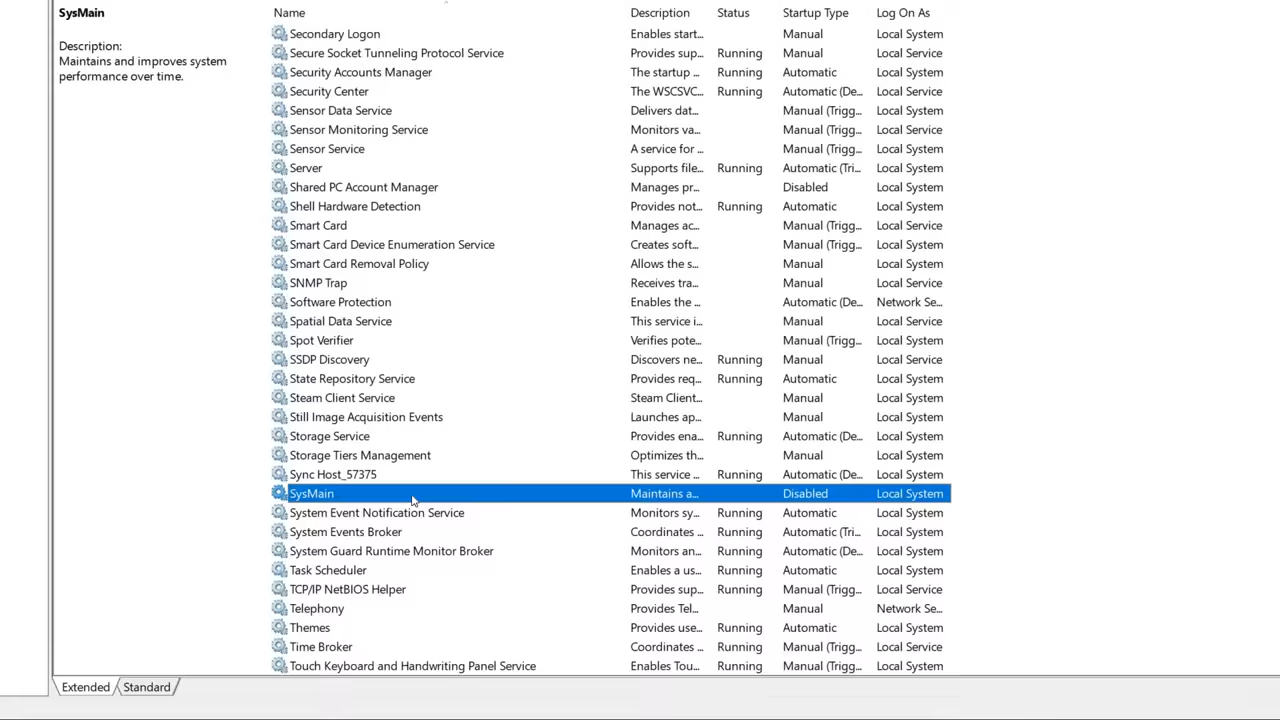 SysMain
Description:
Maintains and improves system
performance over time.
Name Description Status Startup Type Log On As
Secondary Logon Enables start... Manual Local System
Secure Socket Tunneling Protocol Service Provides sup... Running Manual Local Service
Security Accounts Manager The startup ... Running Automatic Local System
Security Center The WSCSVC... Running Automatic (De... Local Service
Sensor Data Service Delivers dat... Manual (Trigg... Local System
Sensor Monitoring Service Monitors va... Manual (Trigg... Local Service
Sensor Service A service for ... Manual (Trigg... Local System
Server Supports file... Running Automatic (Tri... Local System
Shared PC Account Manager Manages pr... Disabled Local System
Shell Hardware Detection Provides not... Running Automatic Local System
Smart Card Manages ac... Manual (Trigg... Local Service
Smart Card Device Enumeration Service Creates soft... Manual (Trigg... Local System
Smart Card Removal Policy Allows the s... Manual Local System
SNMP Trap Receives tra... Manual Local Service
Software Protection Enables the ... Automatic (De... Network Se...
Spatial Data Service This service i... Manual Local Service
Spot Verifier Verifies pote... Manual (Trigg... Local System
SSDP Discovery Discovers ne... Running Manual Local Service
State Repository Service Provides req... Running Automatic Local System
Steam Client Service Steam Client... Manual Local System
Still Image Acquisition Events Launches ap... Manual Local System
Storage Service Provides ena... Running Automatic (De... Local System
Storage Tiers Management Optimizes th... Manual Local System
Sync Host_57375 This service ... Running Automatic (De... Local System
SysMain Maintains a... Disabled Local System
System Event Notification Service Monitors sy... Running Automatic Local System
System Events Broker Coordinates ... Running Automatic (Tri... Local System
System Guard Runtime Monitor Broker Monitors an... Running Automatic (De... Local System
Task Scheduler Enables a us... Running Automatic Local System
TCP/IP NetBIOS Helper Provides sup... Running Manual (Trigg... Local Service
Telephony Provides Tel... Manual Network Se...
Themes Provides use... Running Automatic Local System
Time Broker Coordinates ... Running Manual (Trigg... Local Service
Touch Keyboard and Handwriting Panel Service Enables Tou... Running Manual (Trigg... Local System
Extended Standard